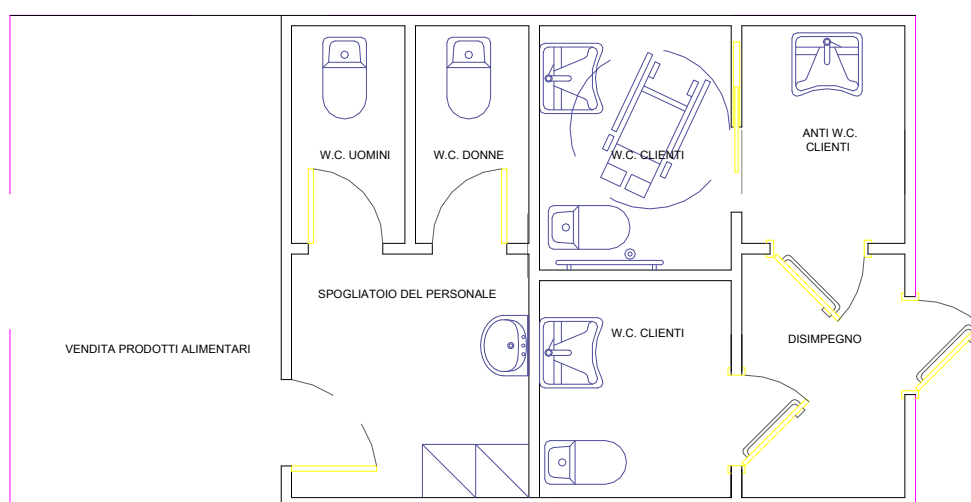 W.C. UOMINI
W.C. DONNE
W.C. CLIENTI
ANTI W.C.
CLIENTI
SPOGLIATOIO DEL PERSONALE
VENDITA PRODOTTI ALIMENTARI
W.C. CLIENTI
DISIMPEGNO